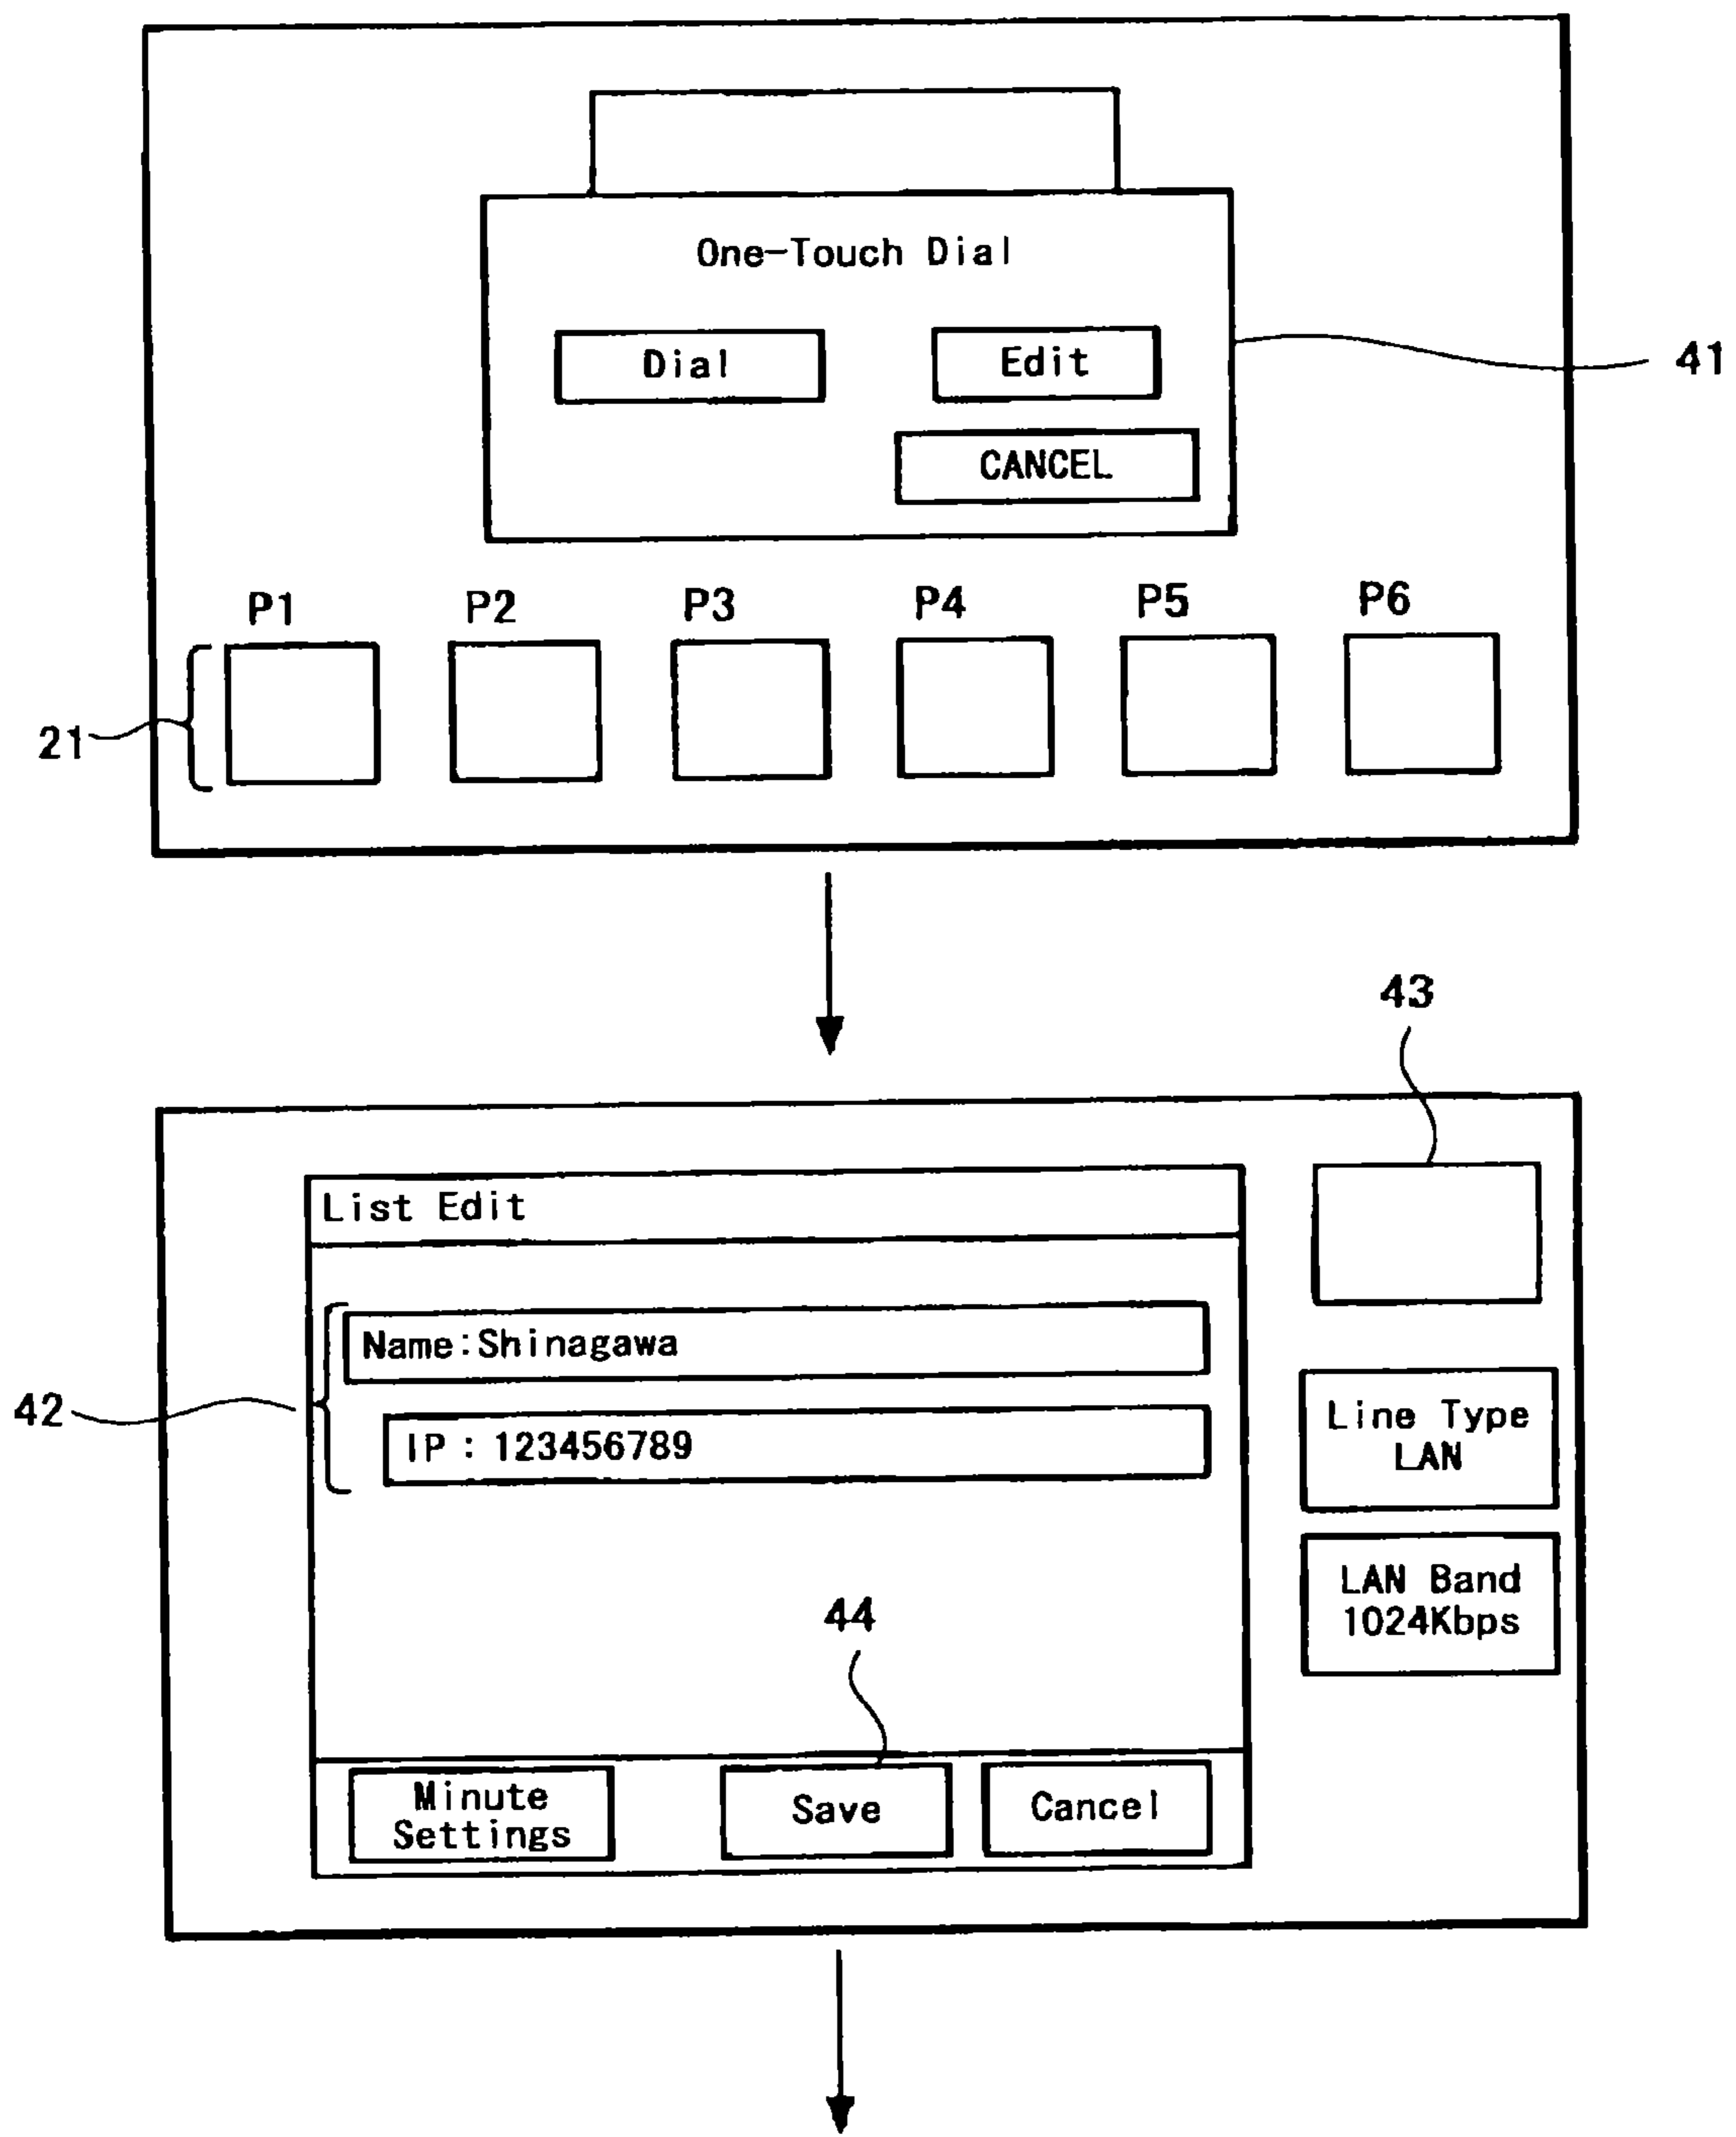 One-Touch Dial
Dial
Edit
41
CANCEL
P1 P2 P3 P4 P5 P6
21
43
List Edit
Name:Shinagawa
42
IP : 123456789
Line Type
LAN
LAN Band
1024Kbps
44
Minute
Settings
Save
Cancel